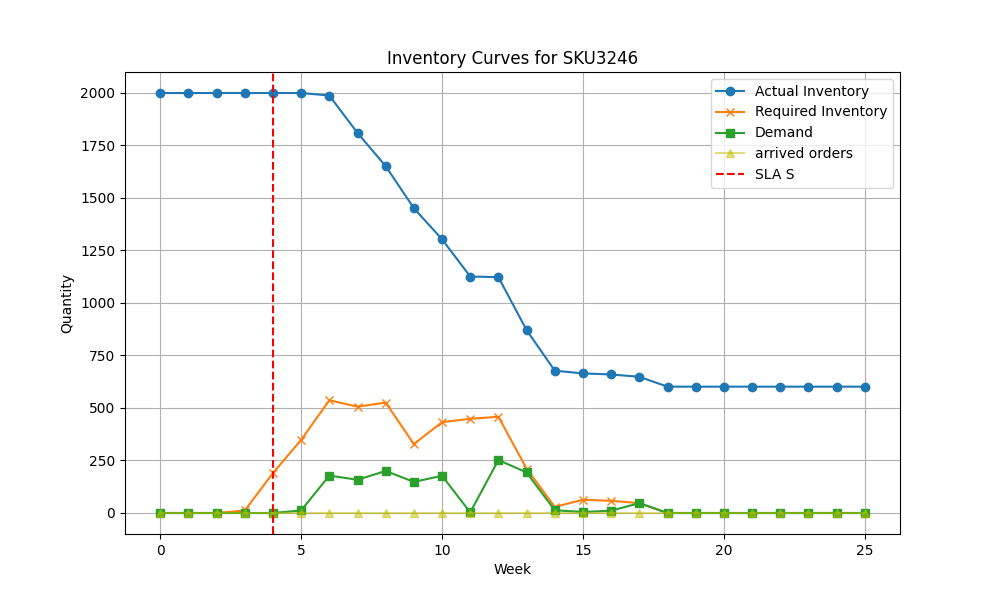 Inventory Curves for SKU3246
Actual Inventory
Required Inventory
Demand
arrived orders
SLA S
Quantity
2000
1750
1500
1250
1000
750
500
250
0
0 5 10 15 20 25
Week